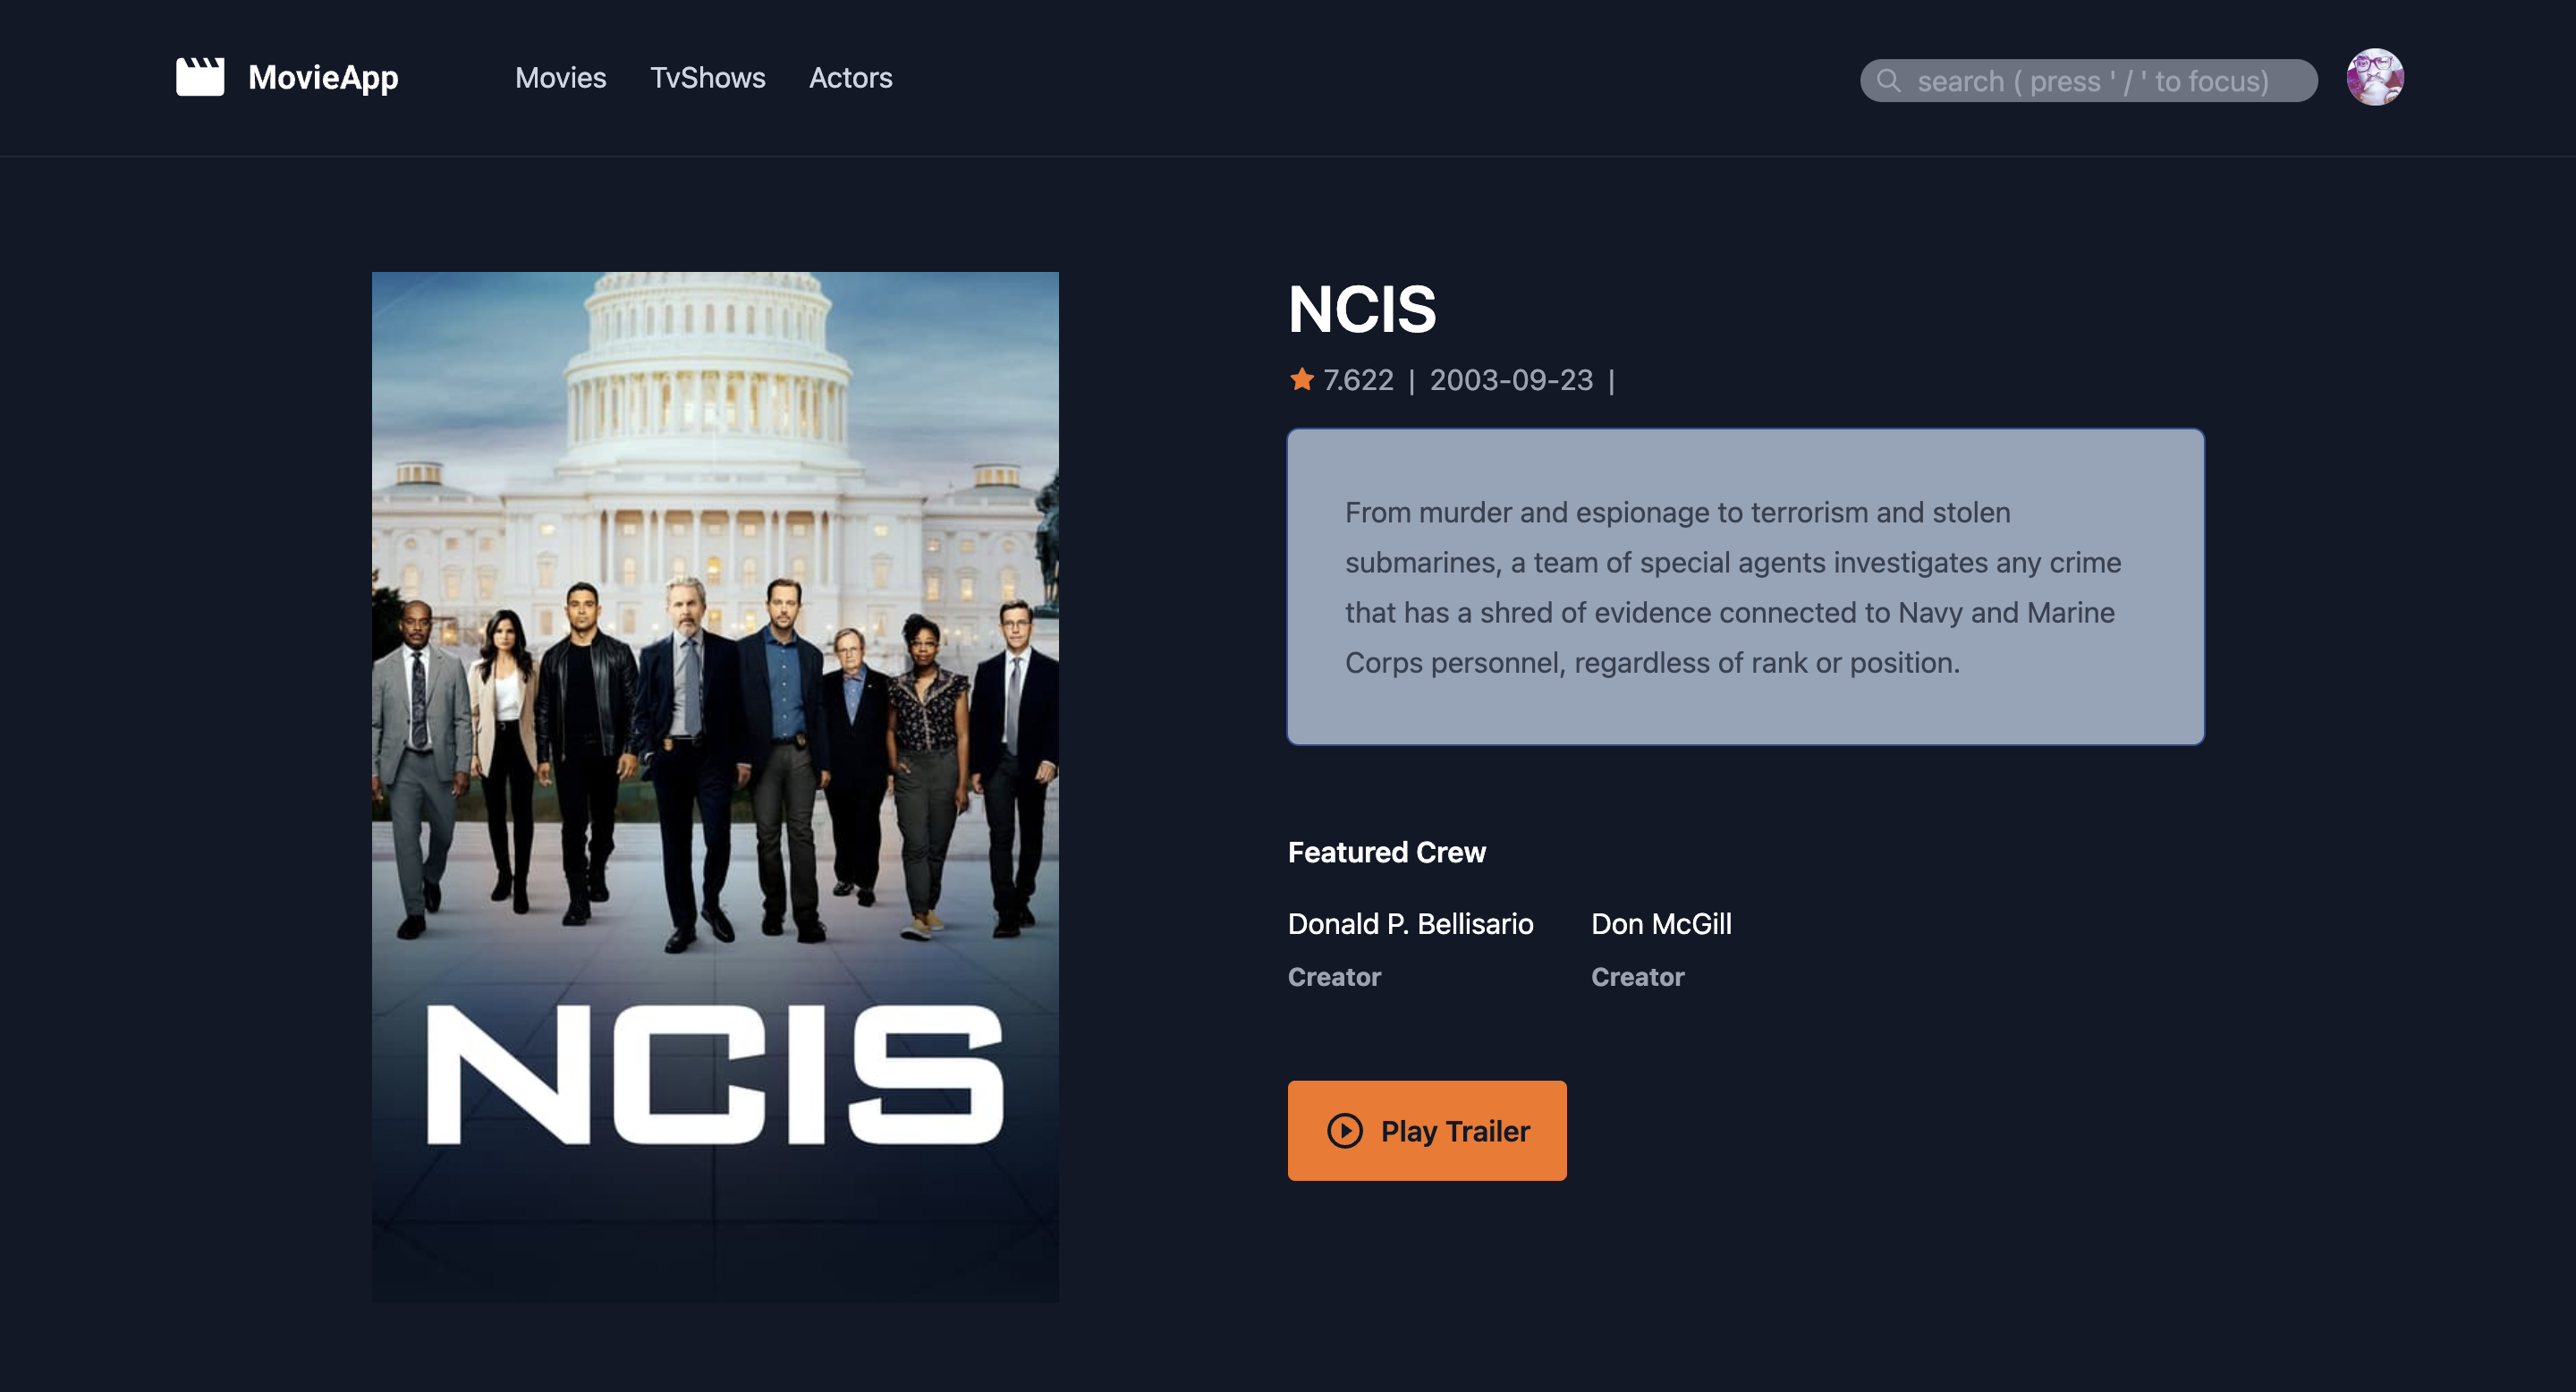 MovieApp
Movies
TvShows
Actors
search ( press ' / ' to focus)
NCIS
7.622 | 2003-09-23 |
From murder and espionage to terrorism and stolen
submarines, a team of special agents investigates any crime
that has a shred of evidence connected to Navy and Marine
Corps personnel, regardless of rank or position.
Featured Crew
Donald P. Bellisario
Creator
Don McGill
Creator
Play Trailer
NCIS